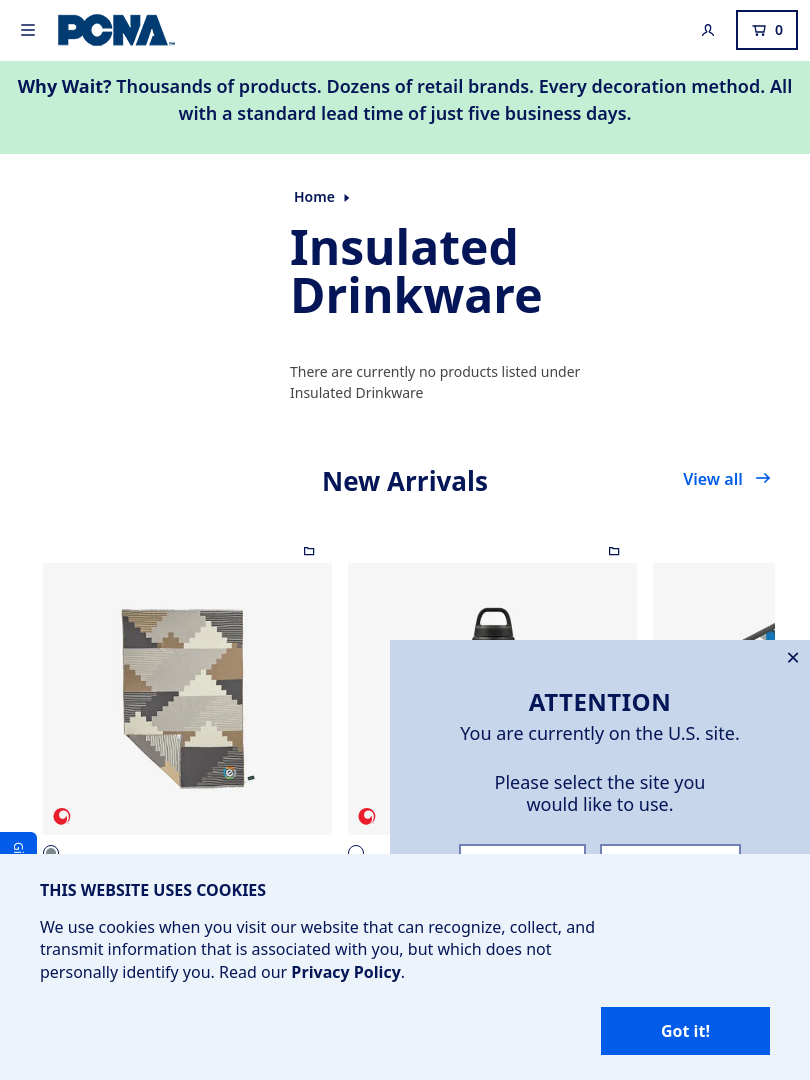 PCNA
0
Why Wait? Thousands of products. Dozens of retail brands. Every decoration method. All
with a standard lead time of just five business days.
Home
Insulated
Drinkware
There are currently no products listed under
Insulated Drinkware
New Arrivals
View all
ATTENTION
You are currently on the U.S. site.
Please select the site you
would like to use.
THIS WEBSITE USES COOKIES
We use cookies when you visit our website that can recognize, collect, and
transmit information that is associated with you, but which does not
personally identify you. Read our Privacy Policy.
Got it!